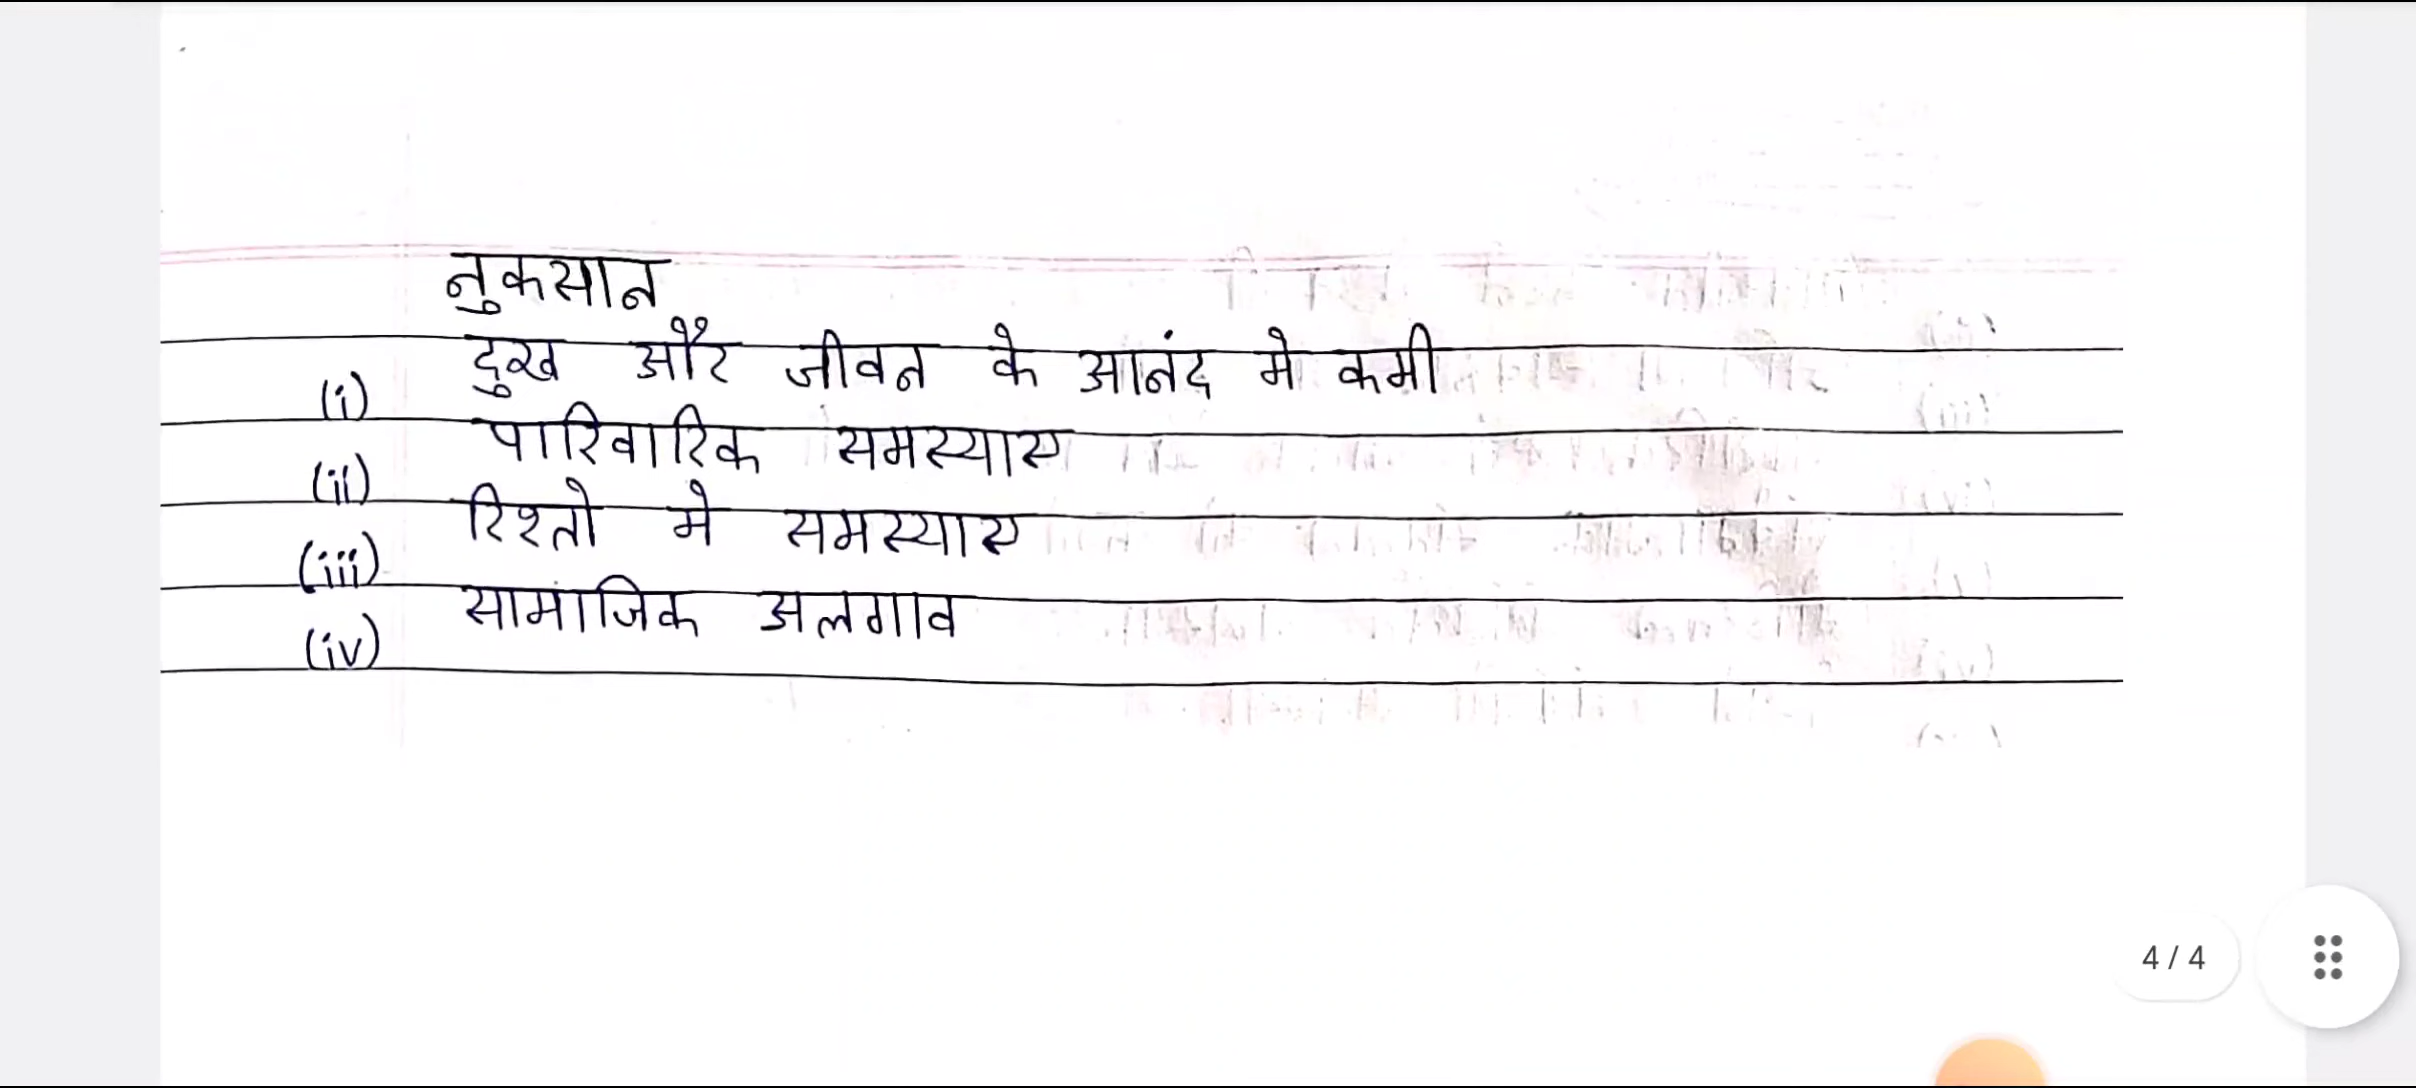 नुकसान
(i) दुख और जीवन के आनंद मे कमी
(ii) पारिवारिक समस्याए
(iii) रिश्तो मे समस्याए
(iv) सामाजिक अलगाव
4 / 4